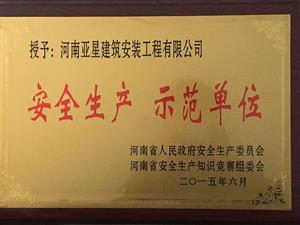 授予：河南亚星建筑安装工程有限公司
安全生产 示范单位
河南省人民政府安全生产委员会
河南省安全生产知识竞赛组委会
二〇一五年六月